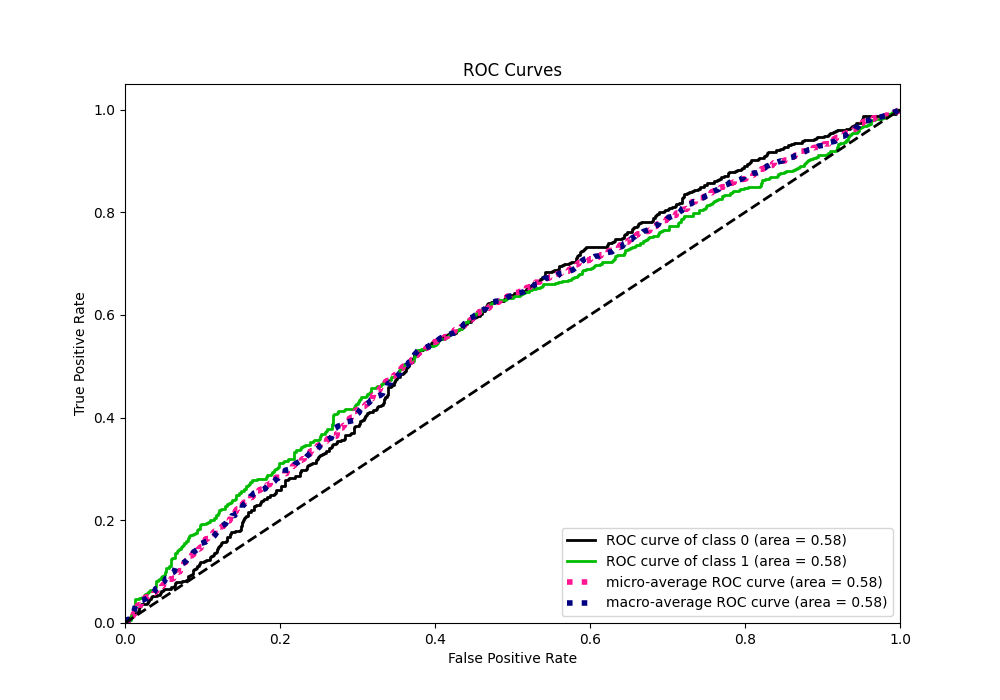 ROC Curves
True Positive Rate
1.0
0.8
0.6
0.4
0.2
0.0
ROC curve of class 0 (area = 0.58)
ROC curve of class 1 (area = 0.58)
micro-average ROC curve (area = 0.58)
macro-average ROC curve (area = 0.58)
0.0 0.2 0.4 0.6 0.8 1.0
False Positive Rate